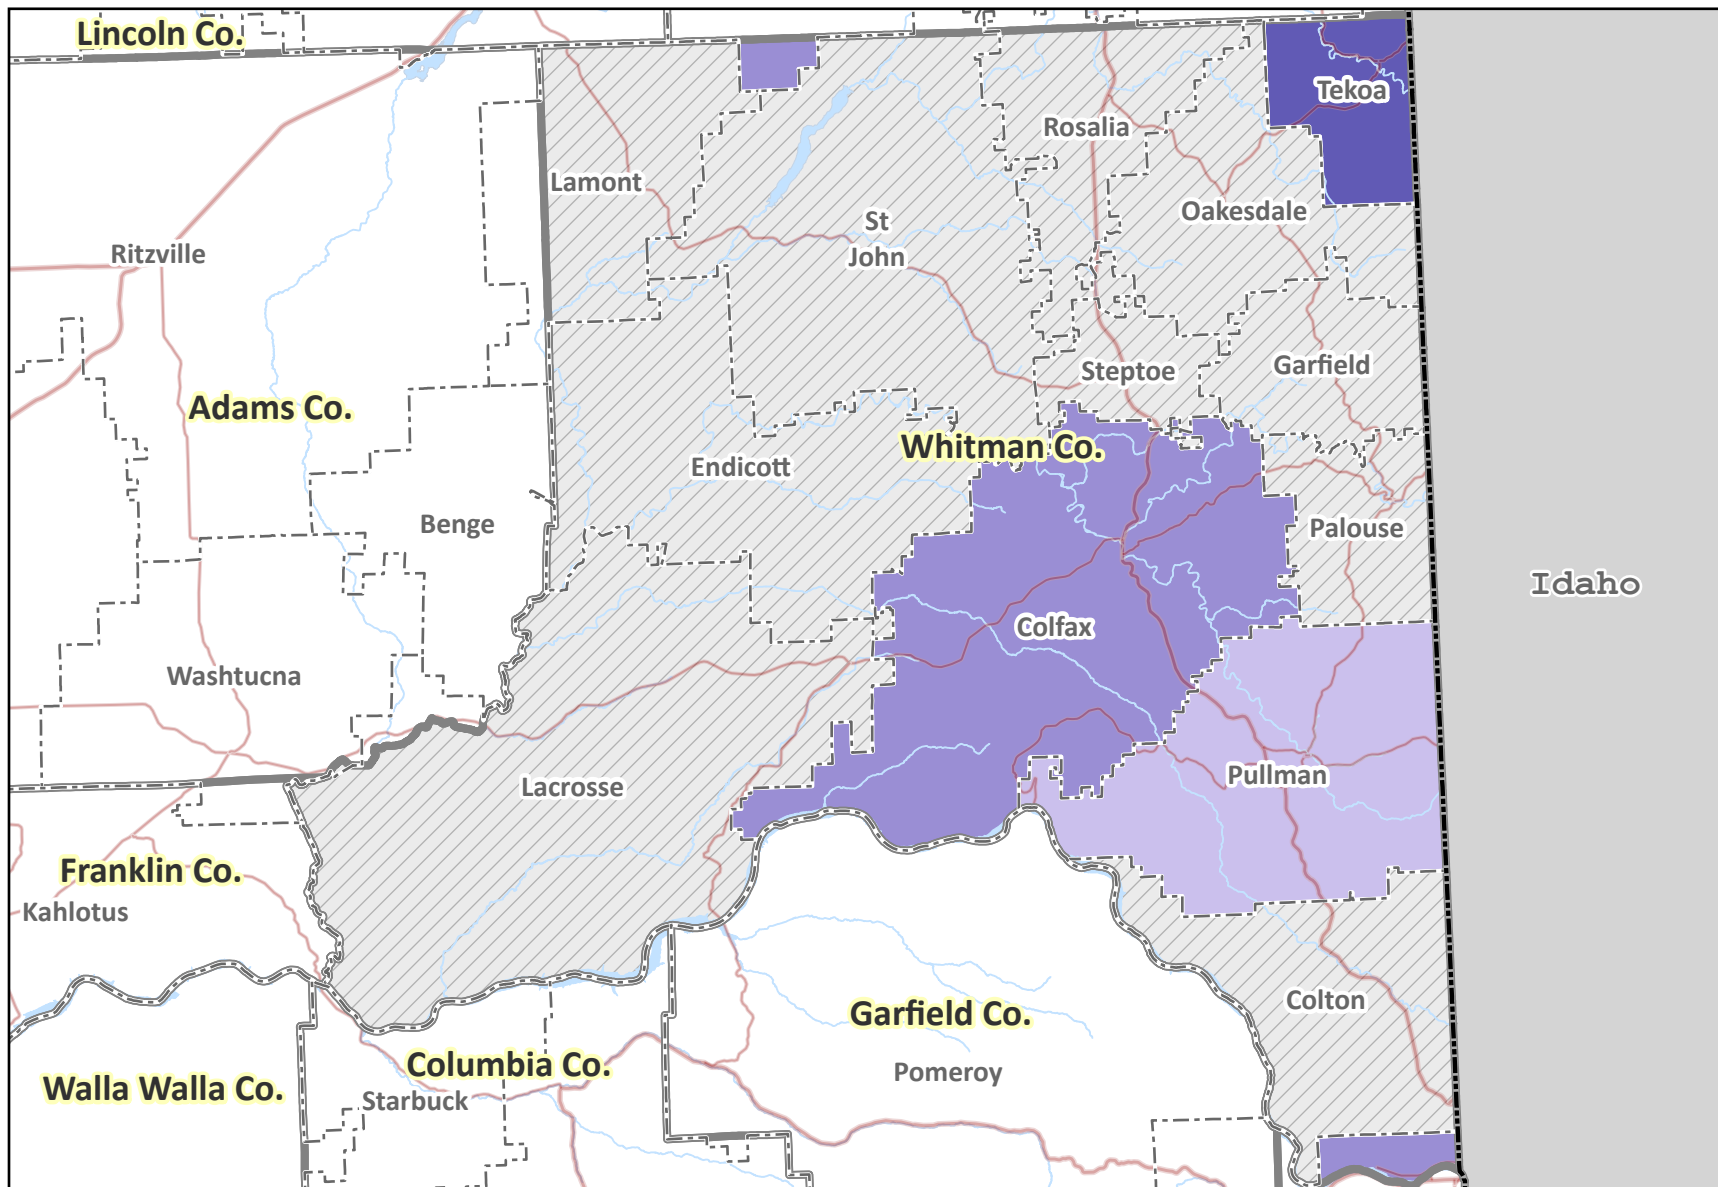 Lincoln Co.
Tekoa
Rosalia
Lamont
Oakesdale
St
John
Ritzville
Garfield
Steptoe
Adams Co.
Whitman Co.
Endicott
Benge
Palouse
Idaho
Colfax
Washtucna
Pullman
Lacrosse
Franklin Co.
Kahlotus
Colton
Garfield Co.
Columbia Co.
Pomeroy
Walla Walla Co.
Starbuck